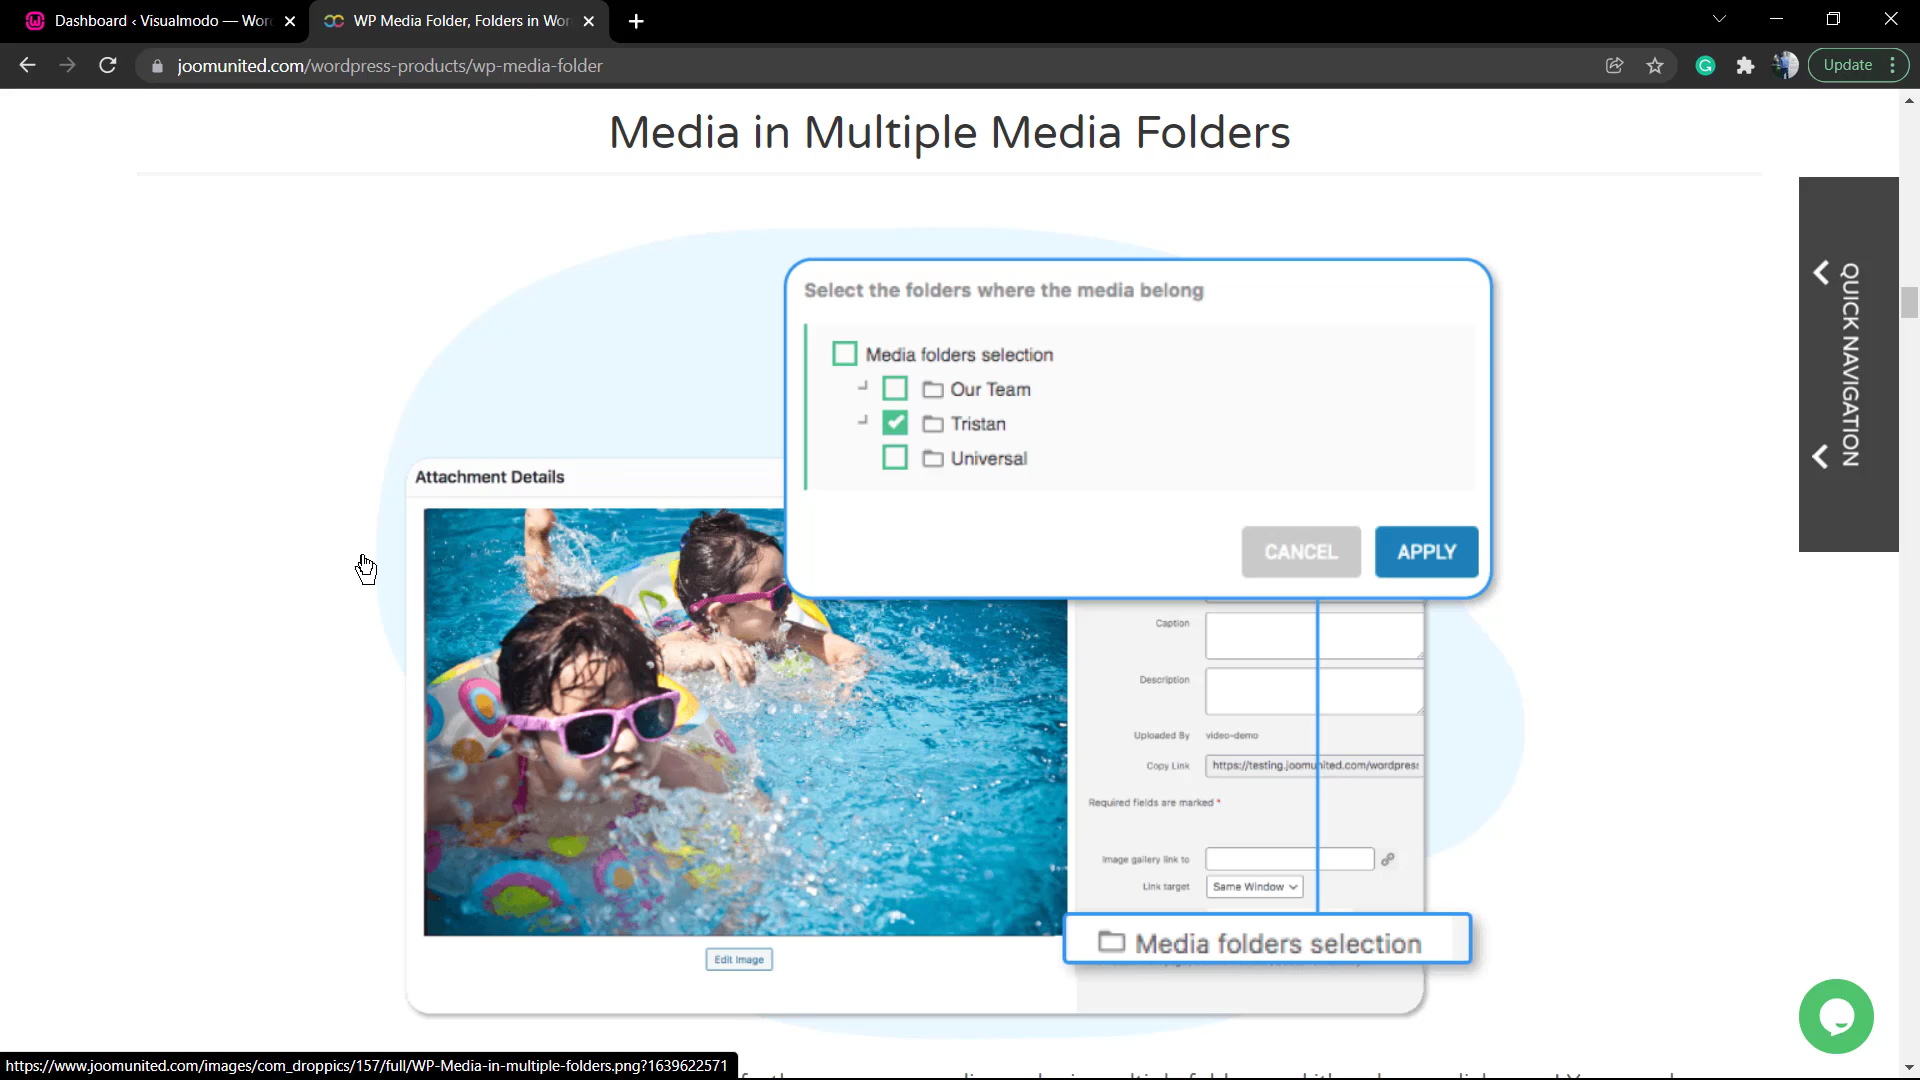 Dashboard ‹ Visualmodo — Wor
WP Media Folder, Folders in Wor
joomunited.com/wordpress-products/wp-media-folder
Update
Media in Multiple Media Folders
QUICK NAVIGATION
Select the folders where the media belong
Media folders selection
Our Team
Tristan
Universal
CANCEL
APPLY
Attachment Details
Caption
Description
Uploaded By video-demo
Copy Link https://testing.joomunited.com/wordpress
Required fields are marked *
Image gallery link to
Link target Same Window
Media folders selection
Edit Image
https://www.joomunited.com/images/com_droppics/157/full/WP-Media-in-multiple-folders.png?1639622571